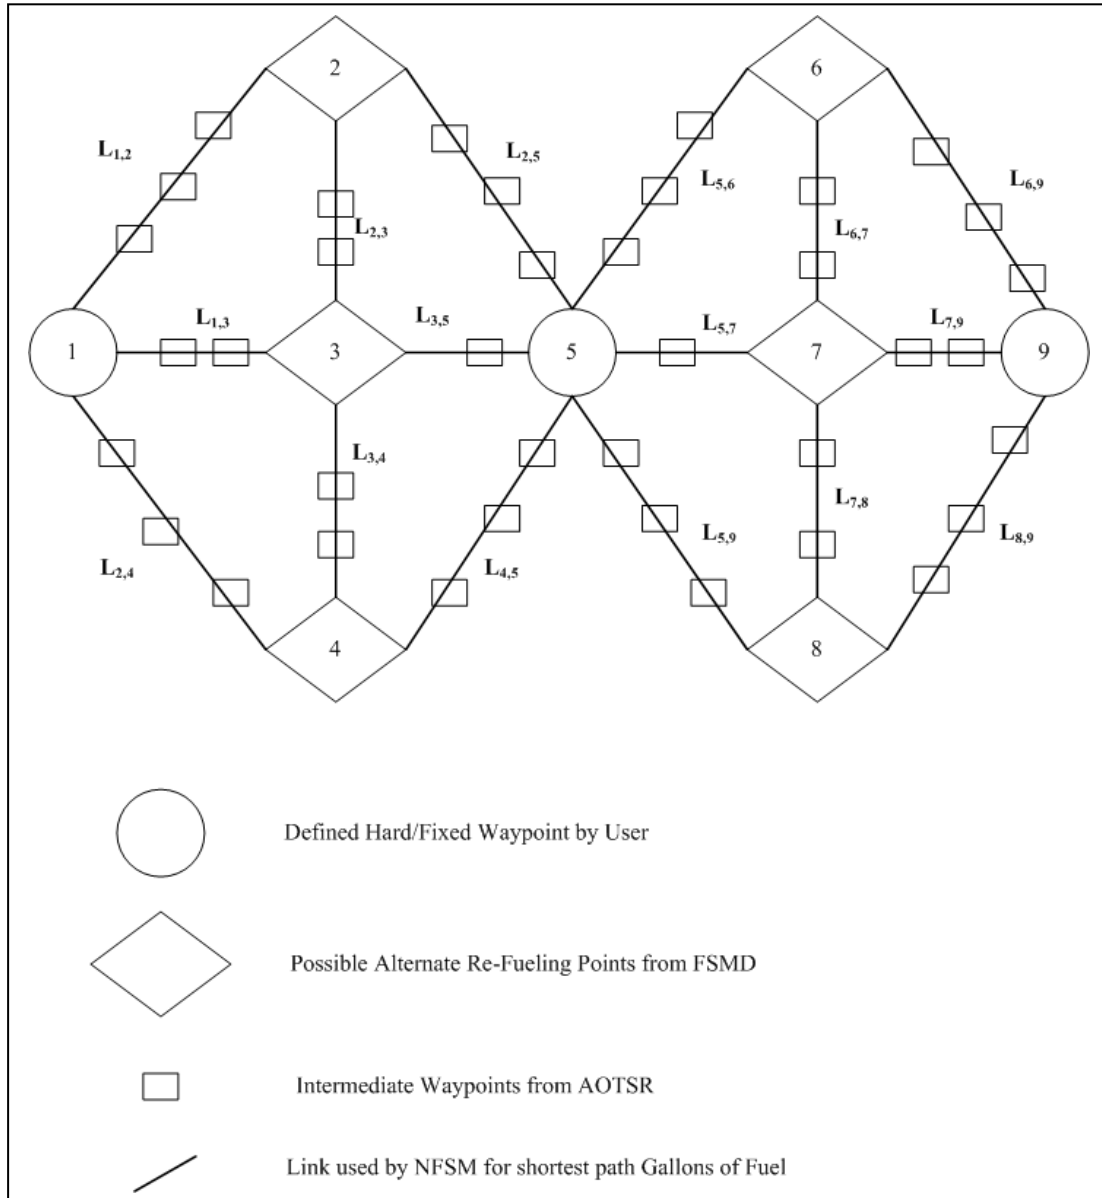 2
6
L1,2
L2,5
L5,6
L6,9
L2,3
L6,7
L1,3
L3,5
L5,7
L7,9
1
3
5
7
9
L3,4
L7,8
L2,4
L4,5
L5,9
L8,9
4
8
Defined Hard/Fixed Waypoint by User
Possible Alternate Re-Fueling Points from FSMD
Intermediate Waypoints from AOTSR
Link used by NFSM for shortest path Gallons of Fuel